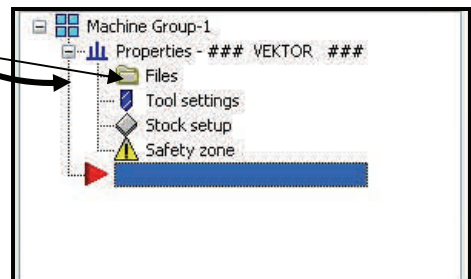 Machine Group-1
Properties - ### VEKTOR ###
Files
Tool settings
Stock setup
Safety zone